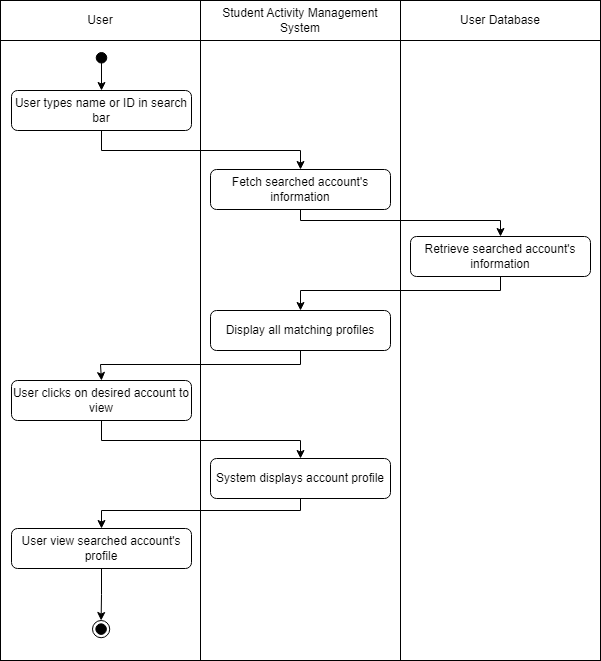 User
Student Activity Management
System
User Database
User types name or ID in search
bar
Fetch searched account's
information
Retrieve searched account's
information
Display all matching profiles
User clicks on desired account to
view
System displays account profile
User view searched account's
profile